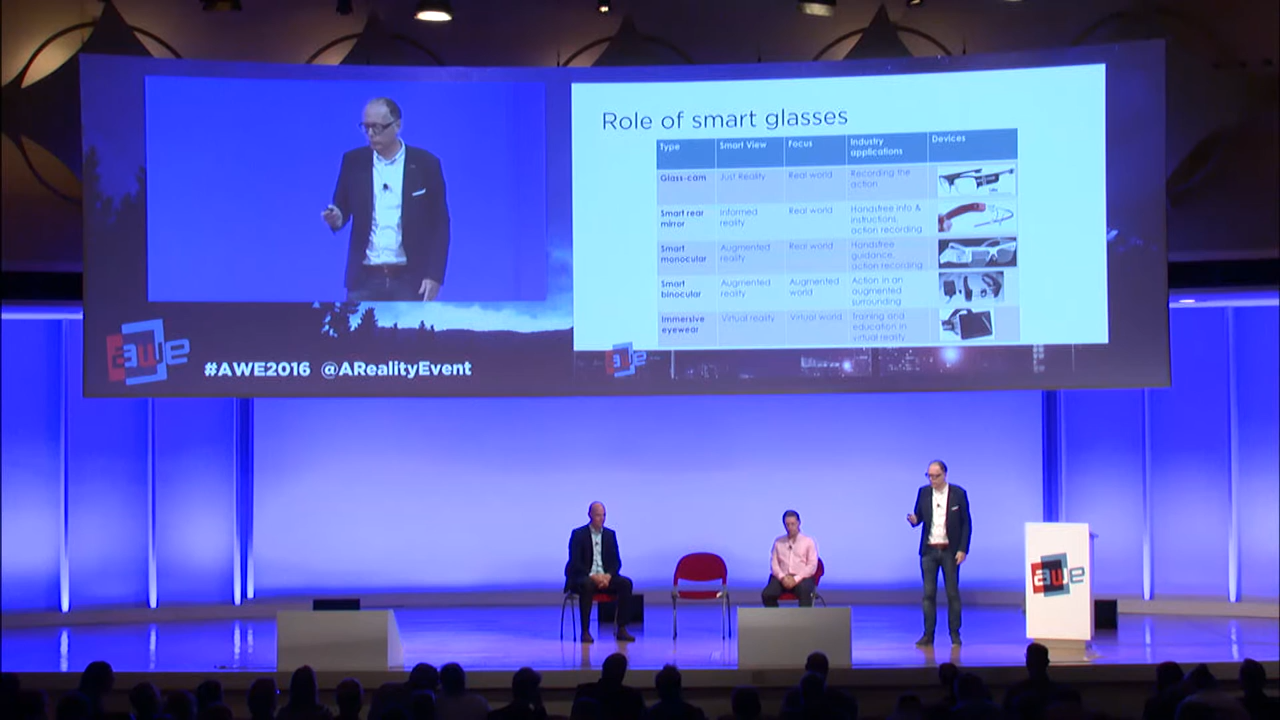 Role of smart glasses
Type Smart View Focus Industry applications Devices
Glass-cam Just Reality Real world Recording the action
Smart rear mirror Informed reality Real world Handsfree info & instructions, action recording
Smart monocular Augmented reality Real world Handsfree guidance, action recording
Smart binocular Augmented reality Augmented world Action in an augmented surrounding
Immersive eyewear Virtual reality Virtual world Training and education in virtual reality
awe
#AWE2016 @ARealityEvent
awe
awe